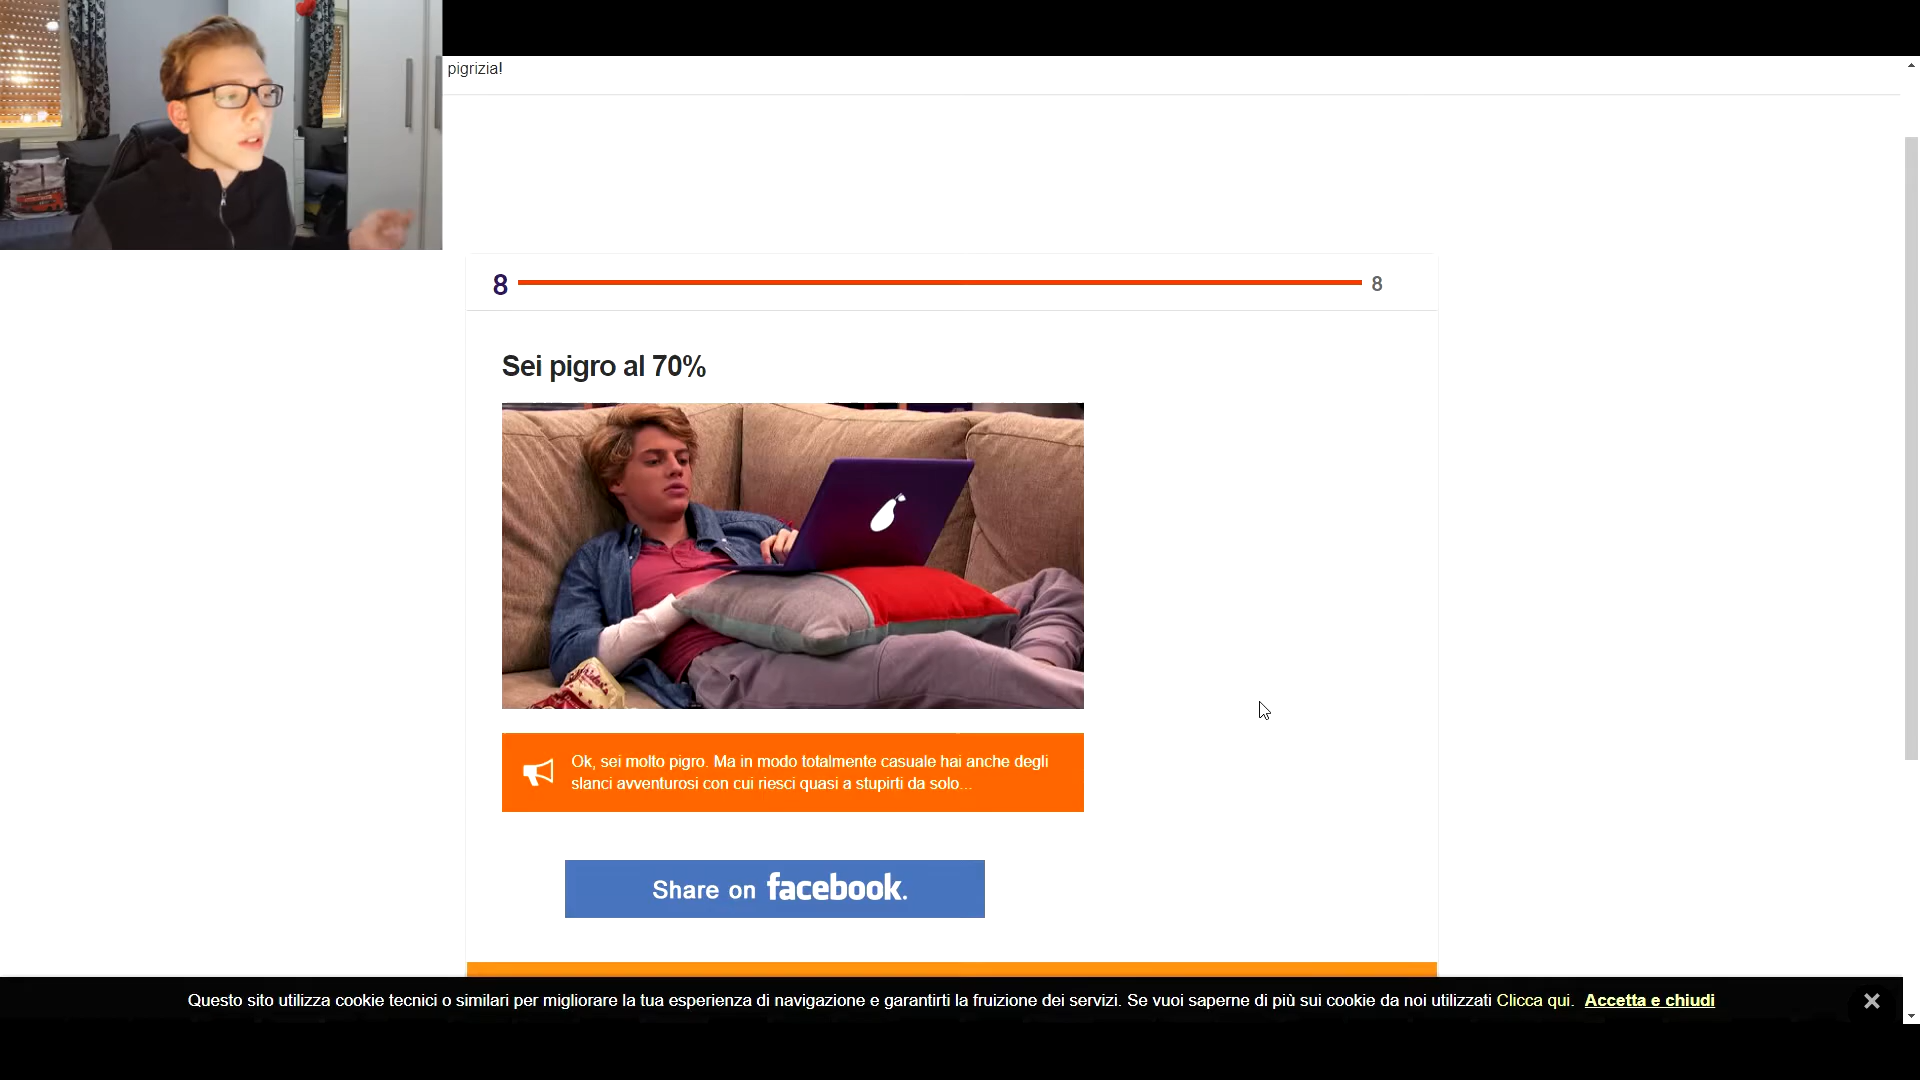 pigrizia!
8 8
Sei pigro al 70%
Ok, sei molto pigro. Ma in modo totalmente casuale hai anche degli
slanci avventurosi con cui riesci quasi a stupirti da solo...
Share on facebook.
Questo sito utilizza cookie tecnici o similari per migliorare la tua esperienza di navigazione e garantirti la fruizione dei servizi. Se vuoi saperne di più sui cookie da noi utilizzati Clicca qui. Accetta e chiudi